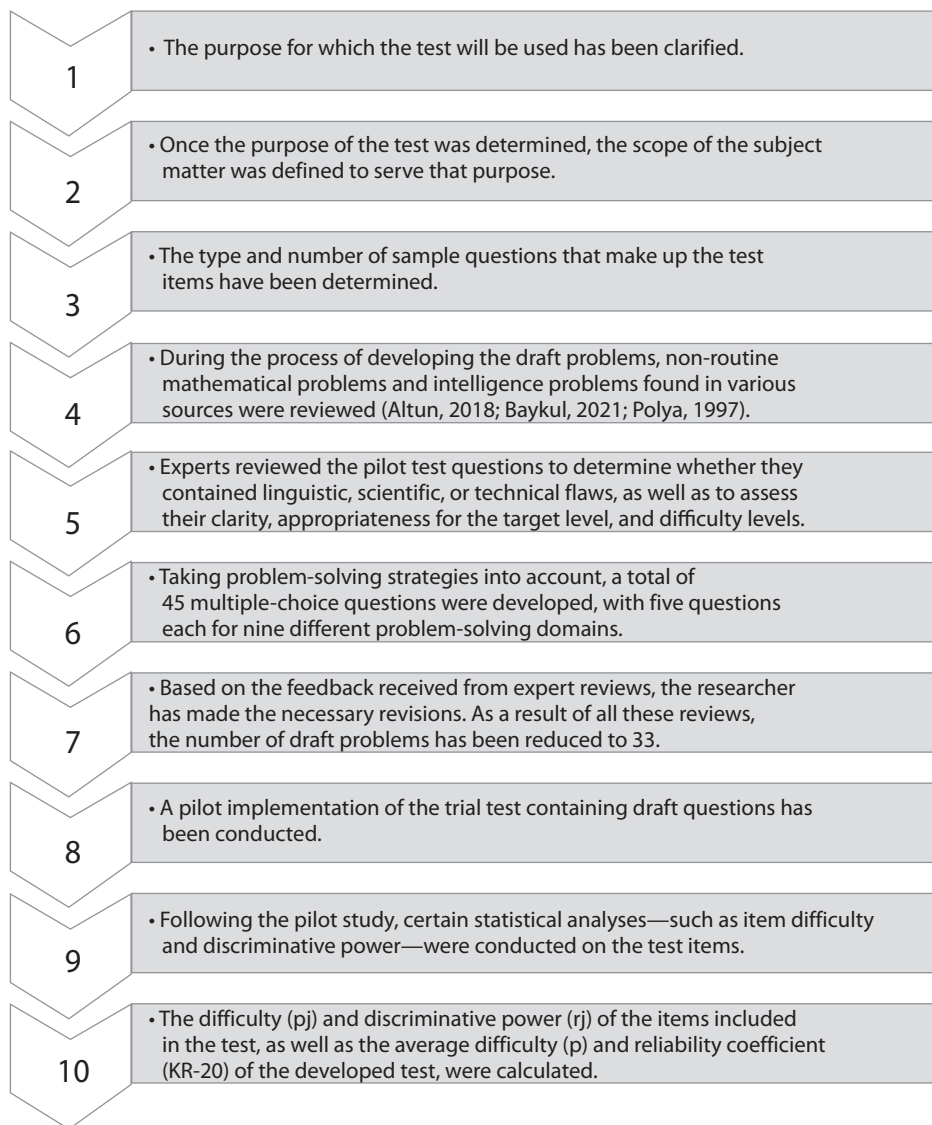 1
• The purpose for which the test will be used has been clarified.
2
• Once the purpose of the test was determined, the scope of the subject
matter was defined to serve that purpose.
3
• The type and number of sample questions that make up the test
items have been determined.
4
• During the process of developing the draft problems, non-routine
mathematical problems and intelligence problems found in various
sources were reviewed (Altun, 2018; Baykul, 2021; Polya, 1997).
5
• Experts reviewed the pilot test questions to determine whether they
contained linguistic, scientific, or technical flaws, as well as to assess
their clarity, appropriateness for the target level, and difficulty levels.
6
• Taking problem-solving strategies into account, a total of
45 multiple-choice questions were developed, with five questions
each for nine different problem-solving domains.
7
• Based on the feedback received from expert reviews, the researcher
has made the necessary revisions. As a result of all these reviews,
the number of draft problems has been reduced to 33.
8
• A pilot implementation of the trial test containing draft questions has
been conducted.
9
• Following the pilot study, certain statistical analyses—such as item difficulty
and discriminative power—were conducted on the test items.
10
• The difficulty (pj) and discriminative power (rj) of the items included
in the test, as well as the average difficulty (p) and reliability coefficient
(KR-20) of the developed test, were calculated.